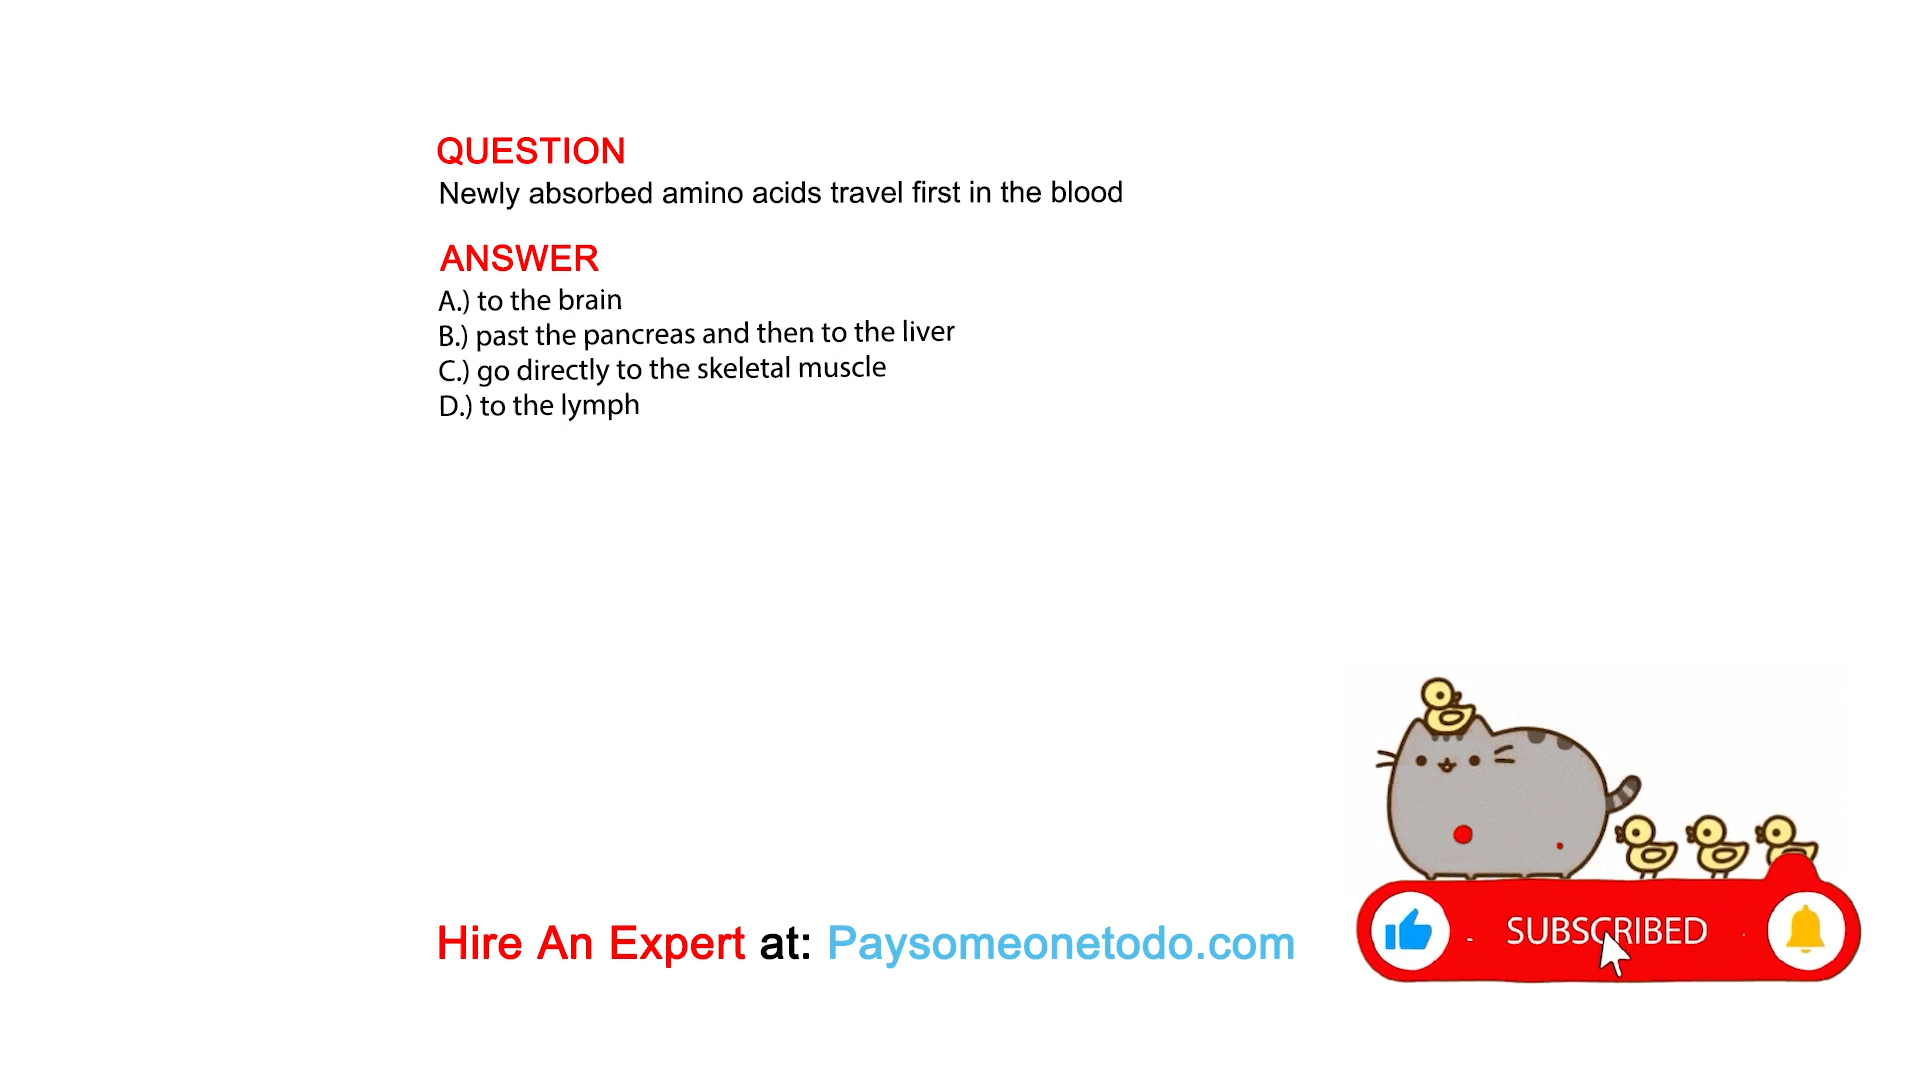 QUESTION
Newly absorbed amino acids travel first in the blood
ANSWER
A.) to the brain
B.) past the pancreas and then to the liver
C.) go directly to the skeletal muscle
D.) to the lymph
Hire An Expert at: Paysomeonetodo.com
SUBSCRIBED